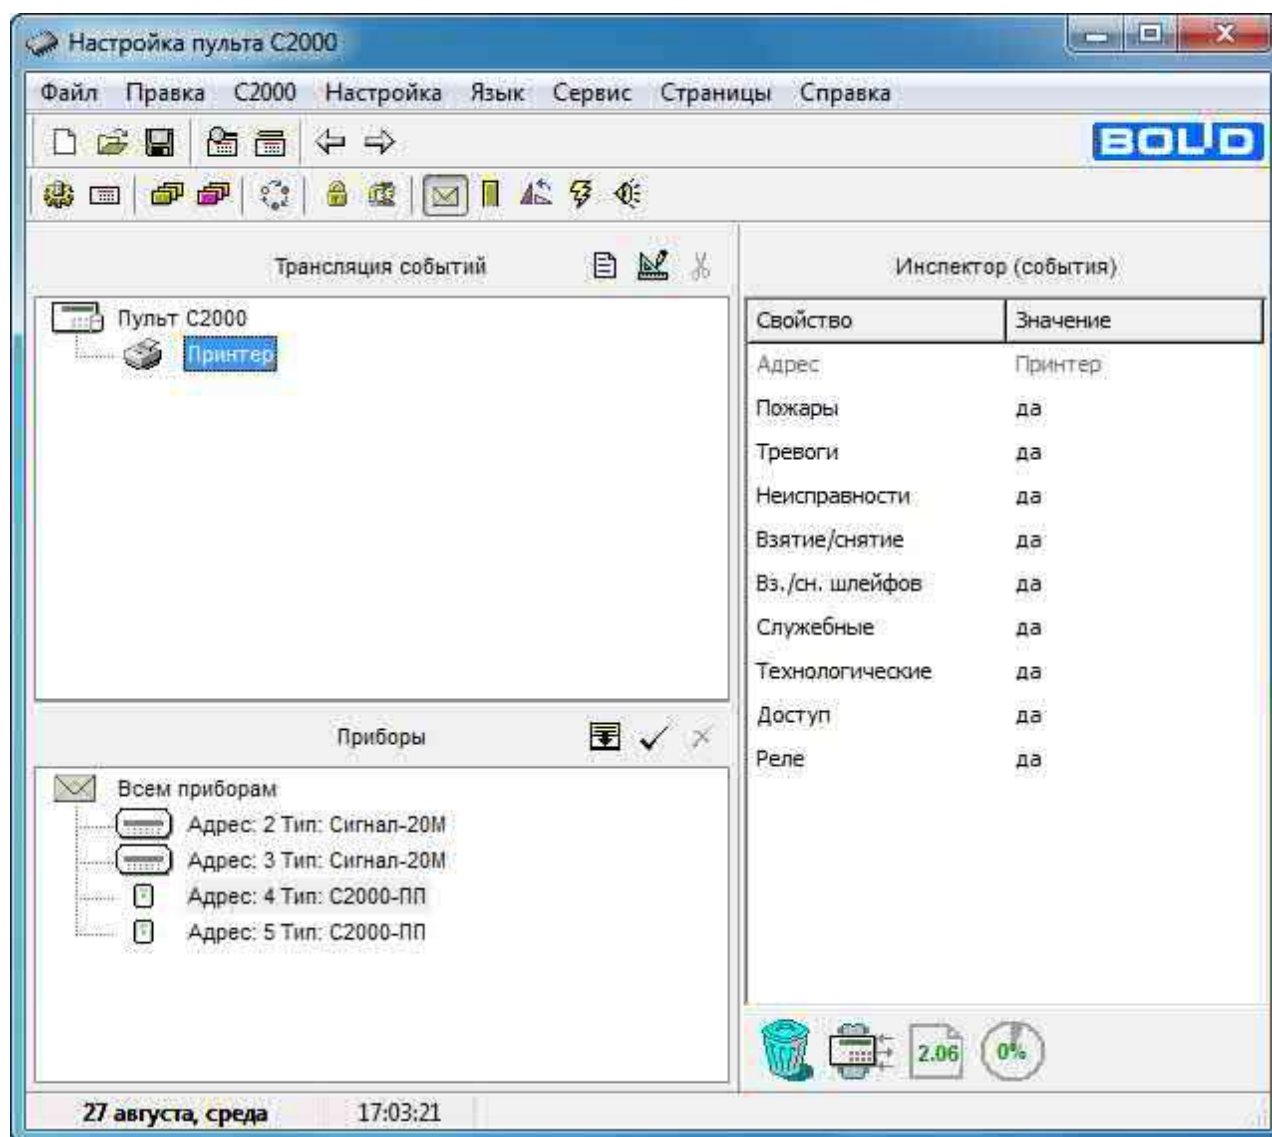 Настройка пульта С2000
Файл Правка С2000 Настройка Язык Сервис Страницы Справка
BOLID
Трансляция событий
Пульт С2000
Принтер
Приборы
Всем приборам
Адрес: 2 Тип: Сигнал-20М
Адрес: 3 Тип: Сигнал-20М
Адрес: 4 Тип: С2000-ПП
Адрес: 5 Тип: С2000-ПП
Инспектор (события)
Свойство Значение
Адрес Принтер
Пожары да
Тревоги да
Неисправности да
Взятие/снятие да
Вз./сн. шлейфов да
Служебные да
Технологические да
Доступ да
Реле да
2.06 0%
27 августа, среда 17:03:21